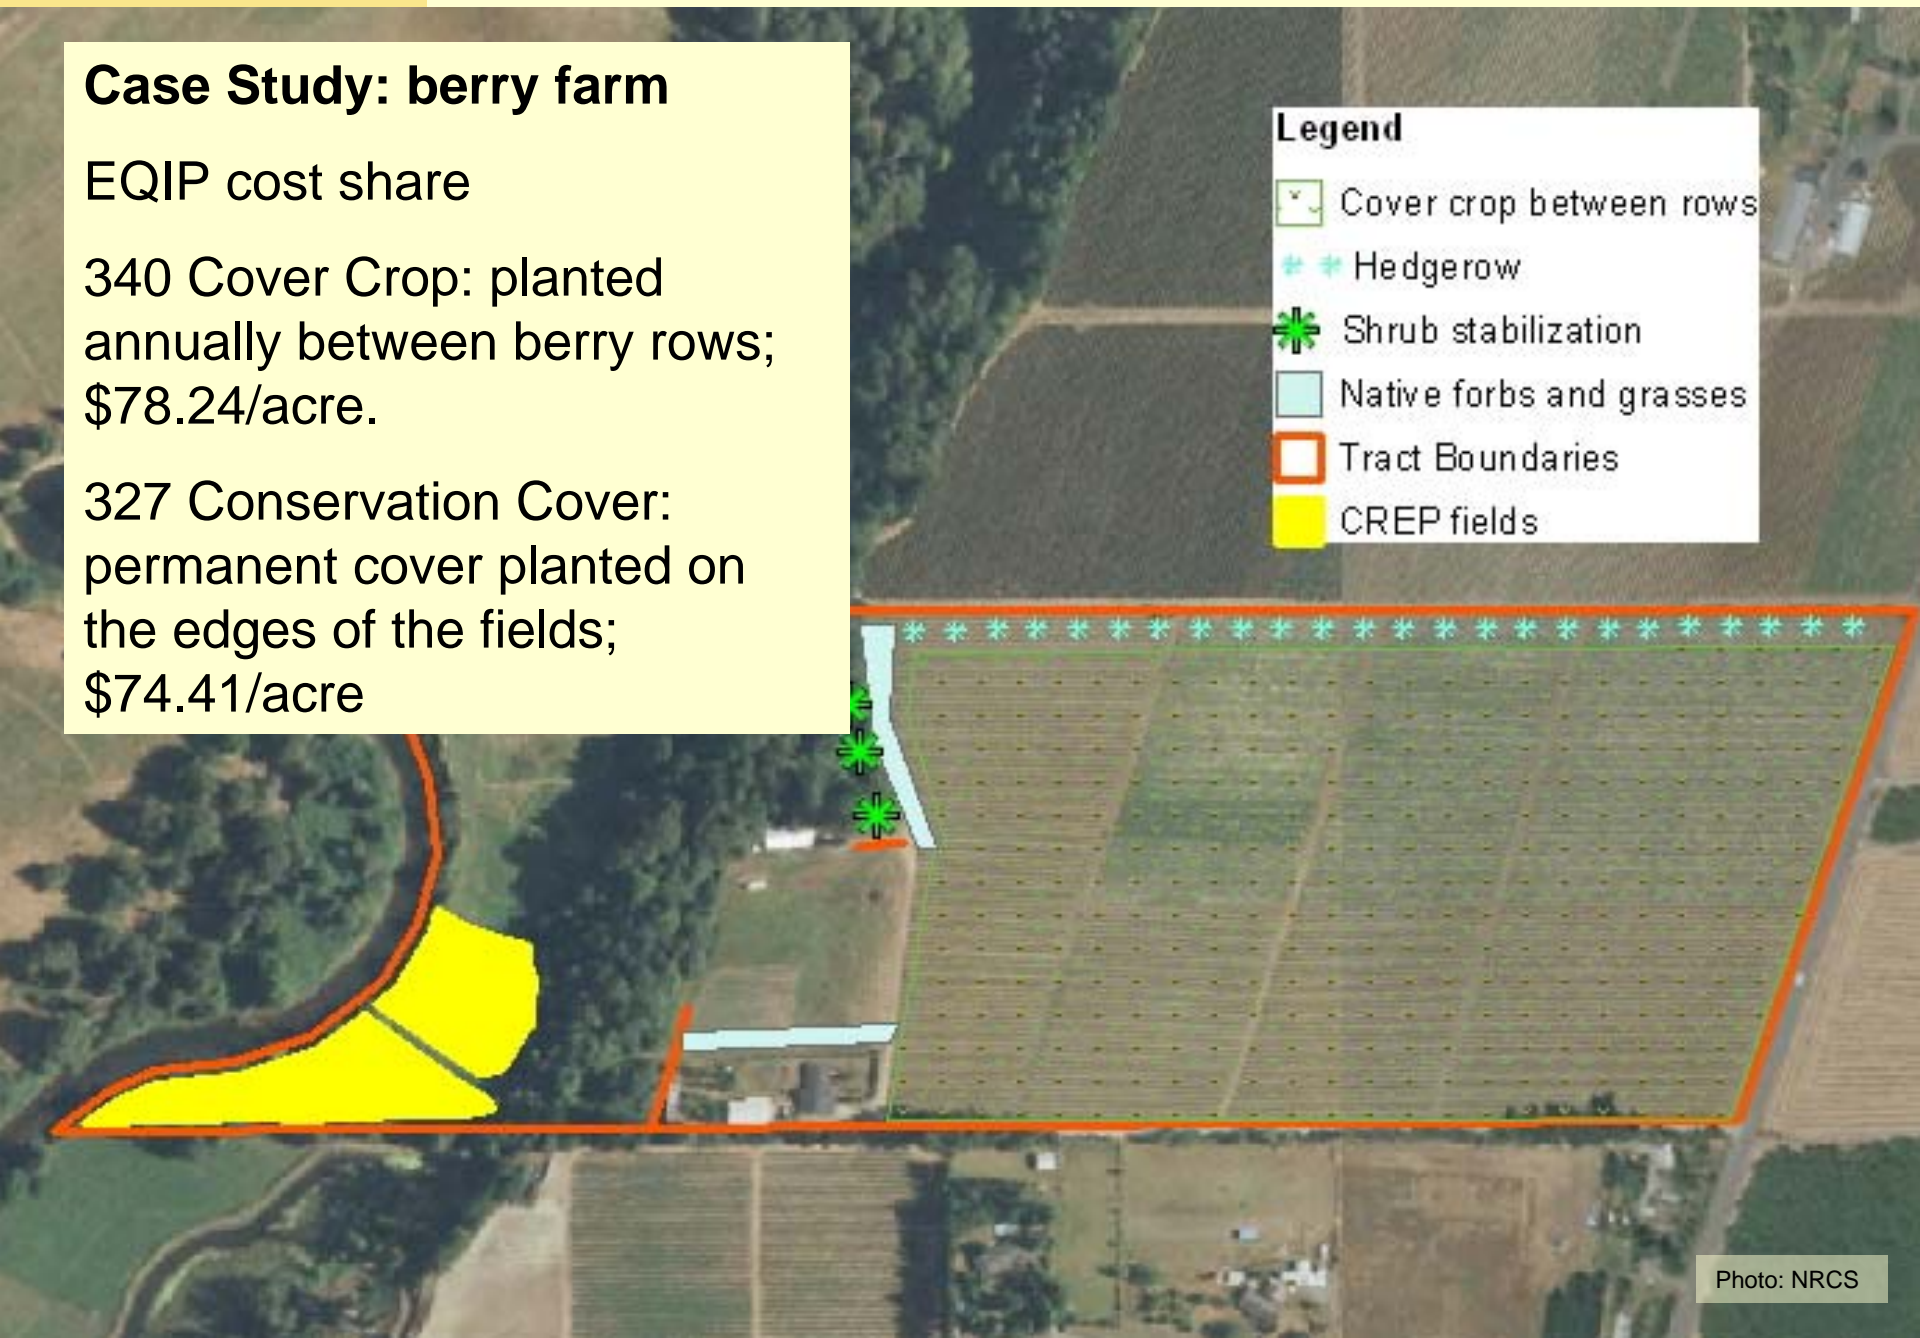 Case Study: berry farm
EQIP cost share
340 Cover Crop: planted
annually between berry rows;
$78.24/acre.
327 Conservation Cover:
permanent cover planted on
the edges of the fields;
$74.41/acre
Legend
Cover crop between rows
Hedgerow
Shrub stabilization
Native forbs and grasses
Tract Boundaries
CREP fields
Photo: NRCS